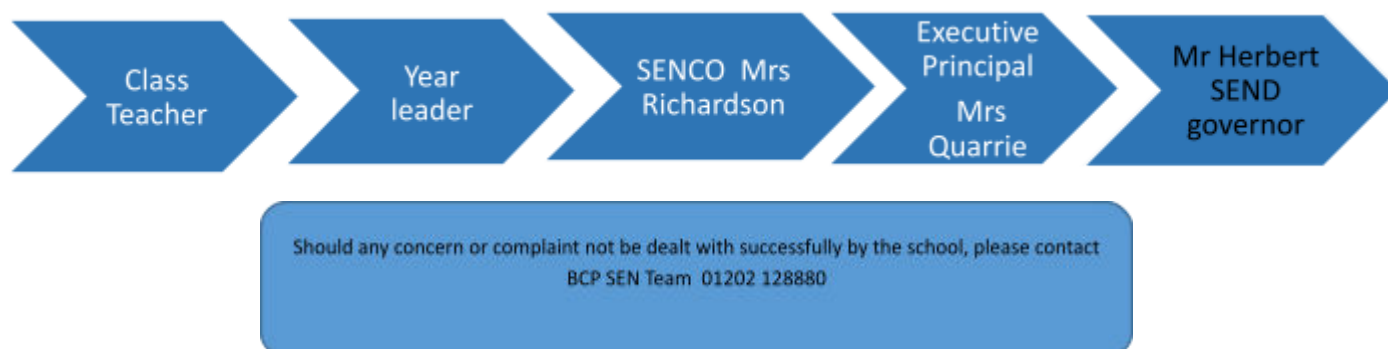 Class
Teacher
Year
leader
SENCO Mrs
Richardson
Executive
Principal
Mrs
Quarrie
Mr Herbert
SEND
governor
Should any concern or complaint not be dealt with successfully by the school, please contact
BCP SEN Team 01202 128880